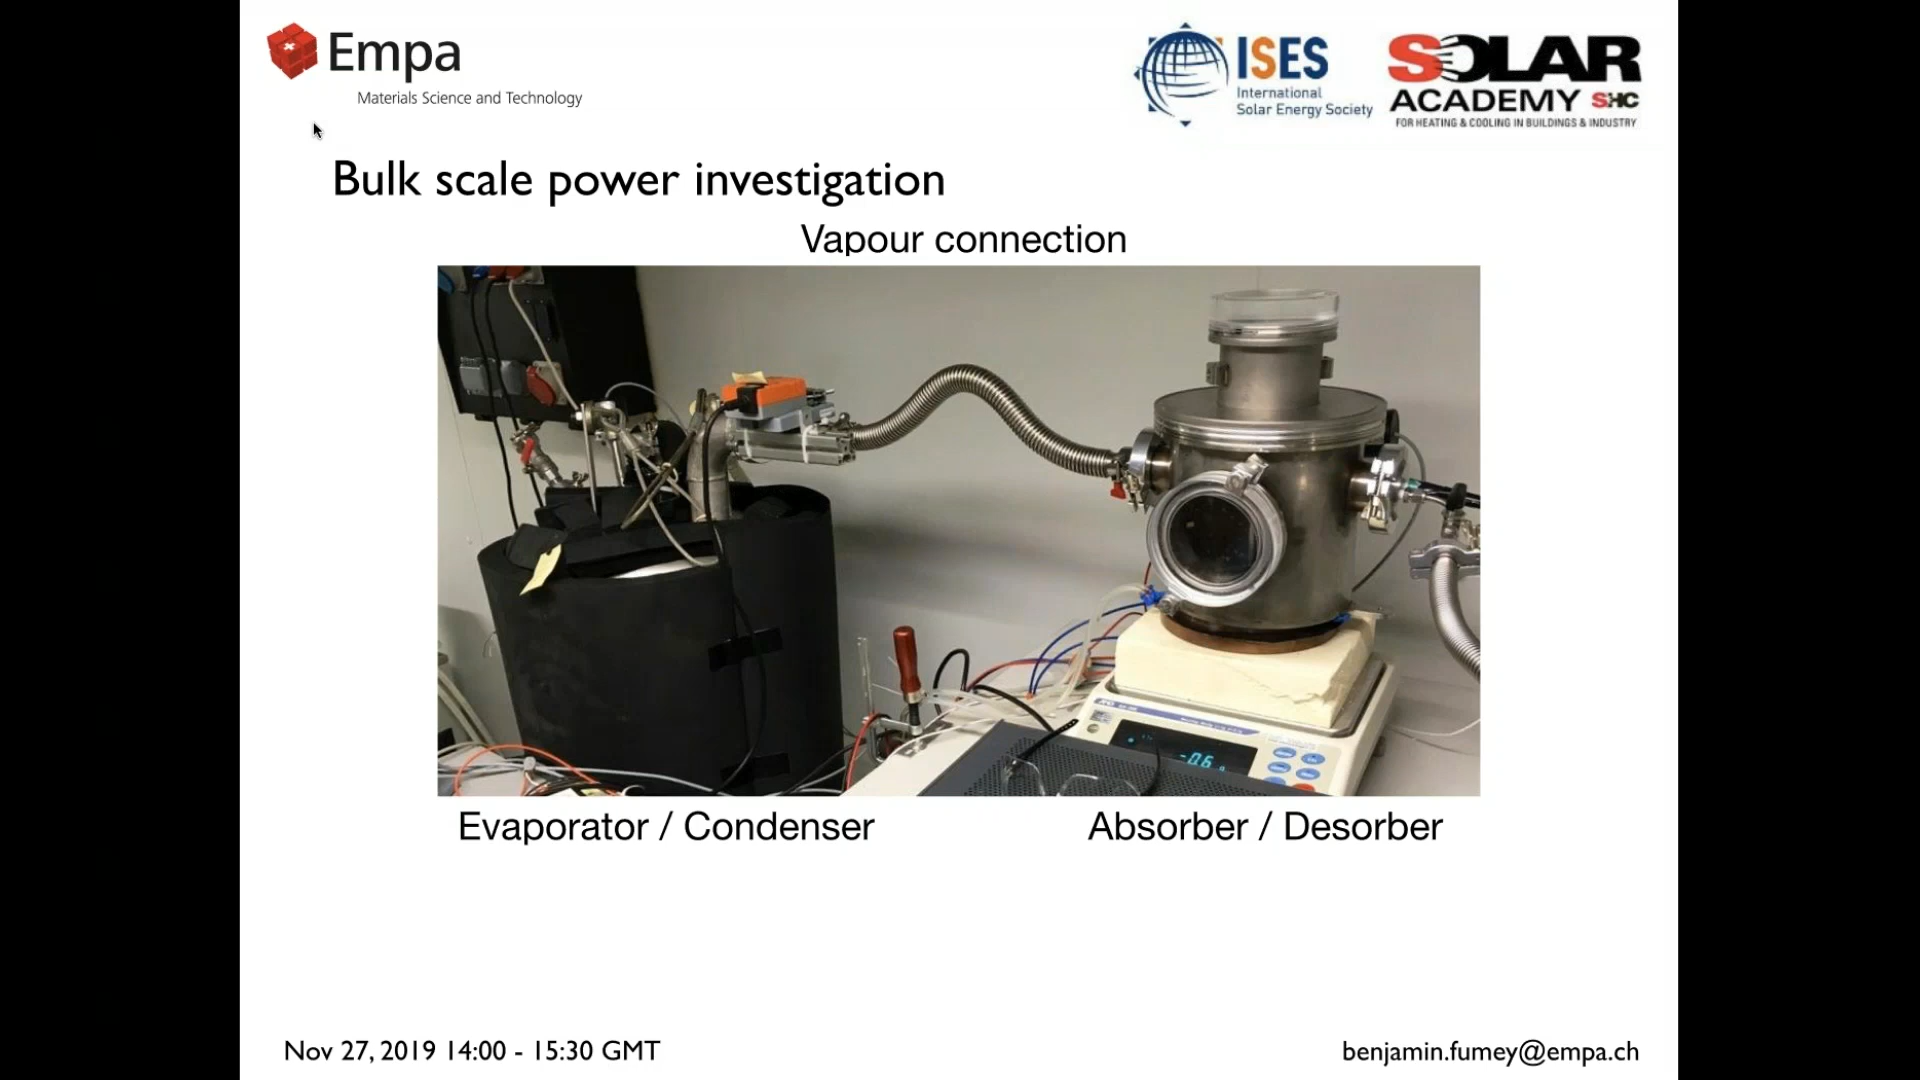 Empa
Materials Science and Technology
ISES
International
Solar Energy Society
SOLAR
ACADEMY SHC
FOR HEATING & COOLING IN BUILDINGS & INDUSTRY
Bulk scale power investigation
Vapour connection
-0.6 g
Evaporator / Condenser
Absorber / Desorber
Nov 27, 2019 14:00 - 15:30 GMT
benjamin.fumey@empa.ch